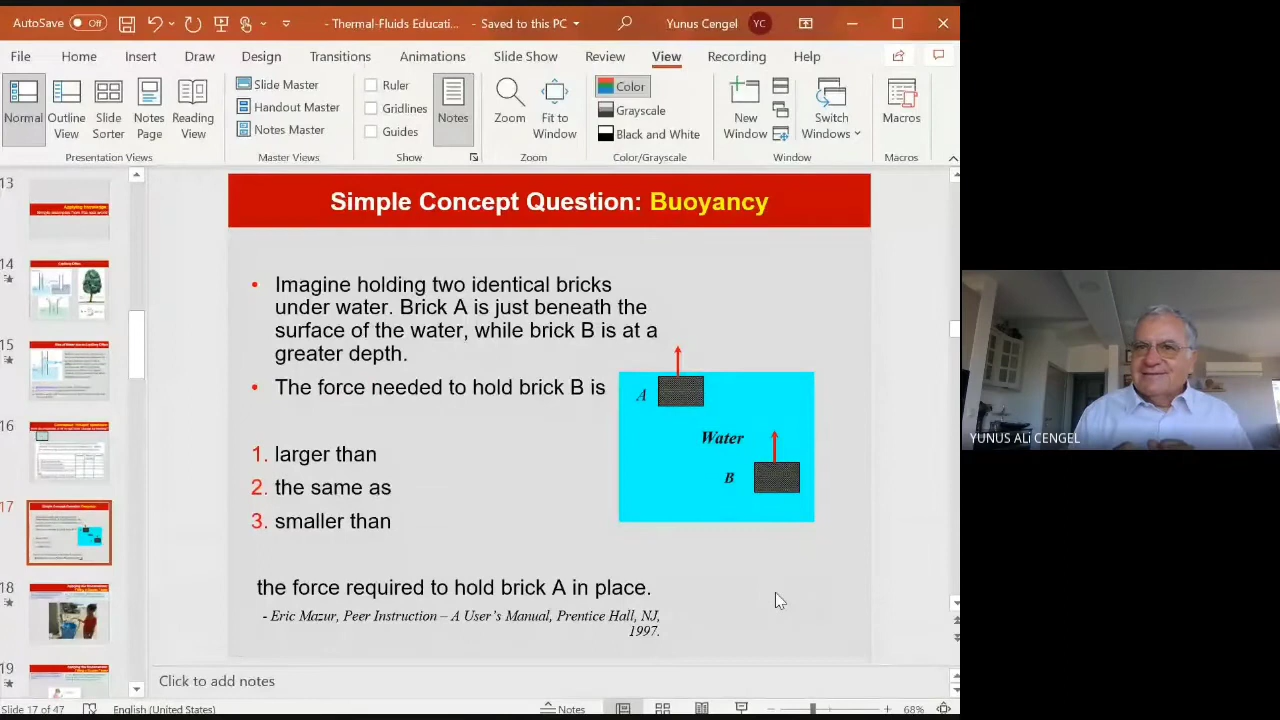 AutoSave Off
- Thermal-Fluids Educati... - Saved to this PC
Yunus Cengel YC
File Home Insert Draw Design Transitions Animations Slide Show Review View Recording Help
Normal
Outline View
Slide Sorter
Notes Page
Reading View
Slide Master
Handout Master
Notes Master
Ruler
Gridlines
Guides
Notes
Zoom
Fit to Window
Color
Grayscale
Black and White
New Window
Switch Windows
Macros
Presentation Views Master Views Show Zoom Color/Grayscale Window Macros
13
14
15
16
17
18
19
Simple Concept Question: Buoyancy
• Imagine holding two identical bricks
under water. Brick A is just beneath the
surface of the water, while brick B is at a
greater depth.
• The force needed to hold brick B is
1. larger than
2. the same as
3. smaller than
the force required to hold brick A in place.
- Eric Mazur, Peer Instruction – A User's Manual, Prentice Hall, NJ,
1997.
A
Water
B
YUNUS ALi CENGEL
Click to add notes
Slide 17 of 47 English (United States) Notes 68%